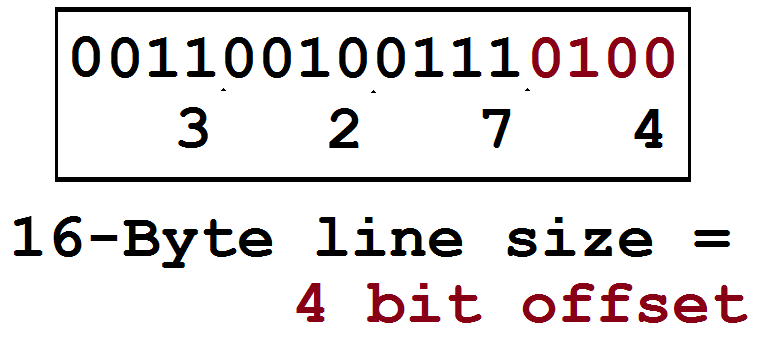 0011001001110100
3 2 7 4
16-Byte line size =
4 bit offset